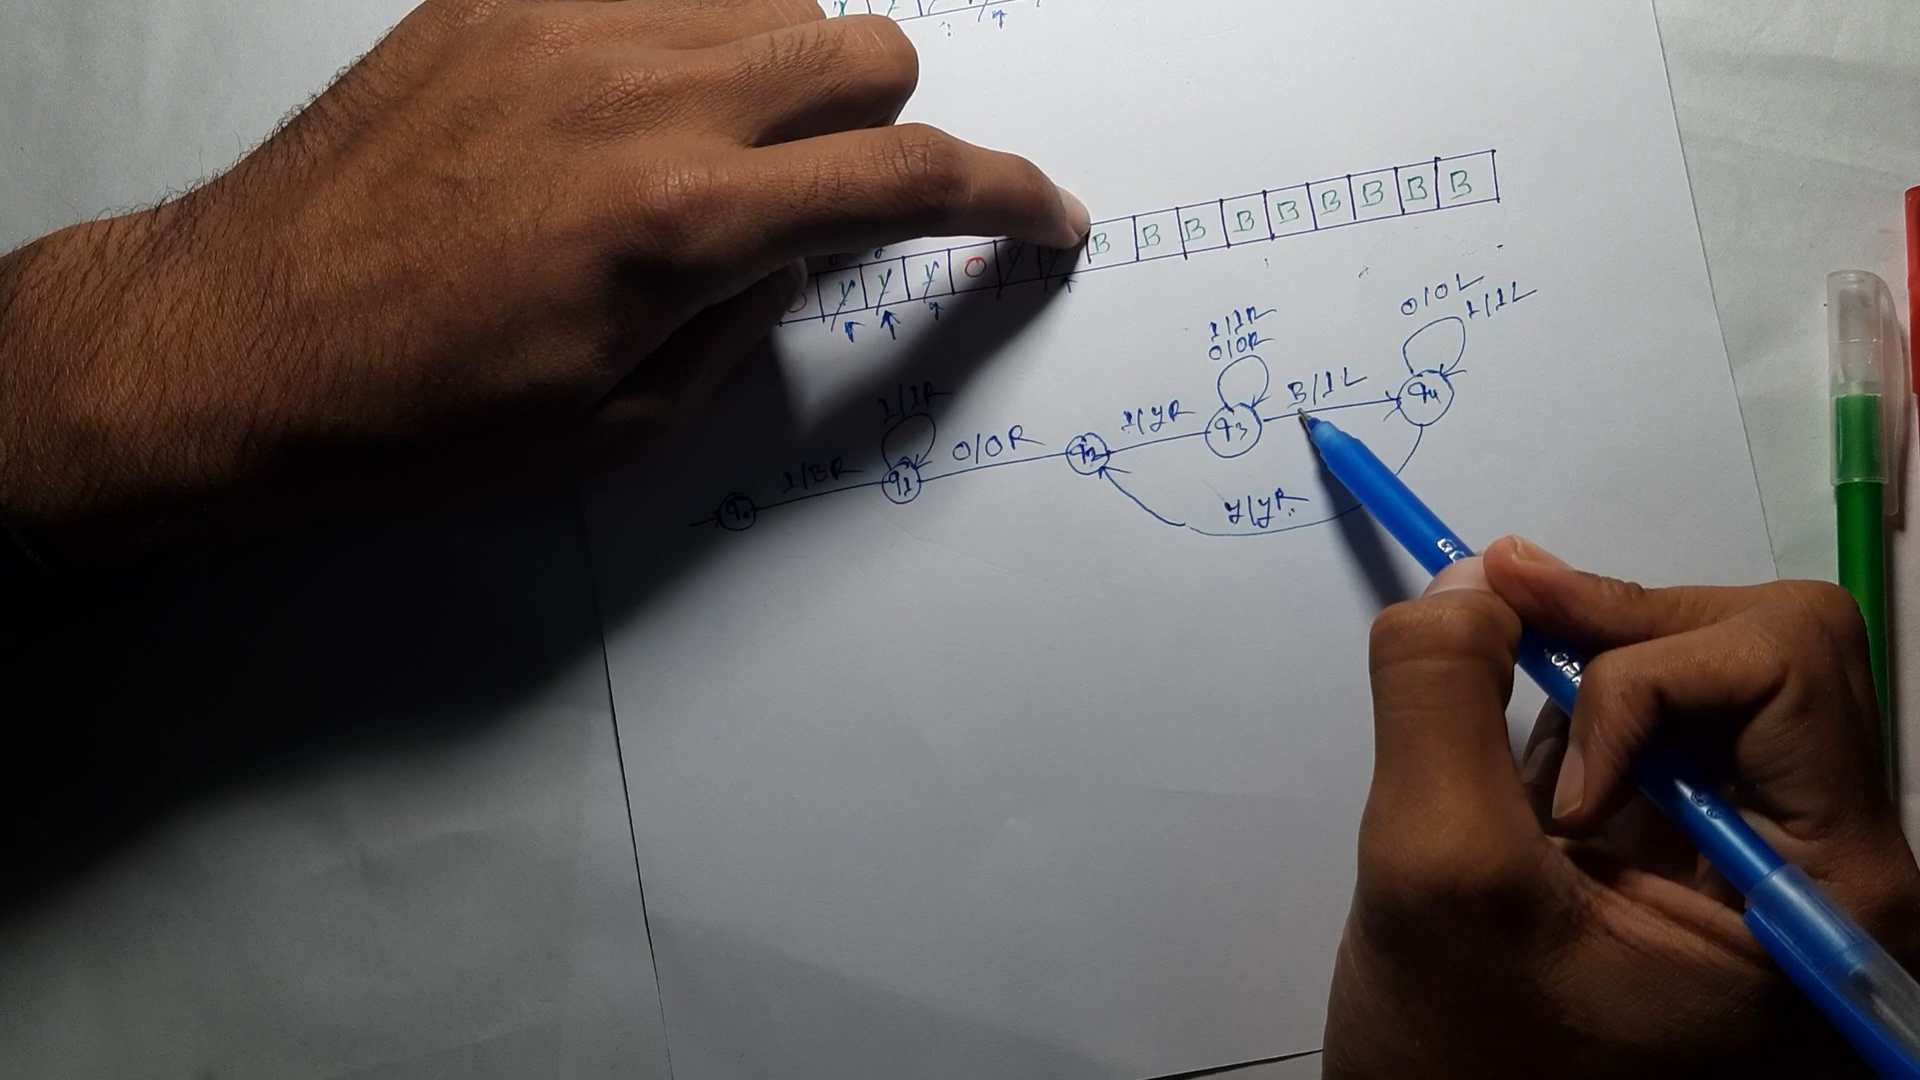 B B B B B B B B B
y y y 0
1/1R
0/0R
0/0L
1/1L
1/1R
B/1L
1/yR
0/0R
1/BR
q0 q1 q2 q3 q4
y/yR